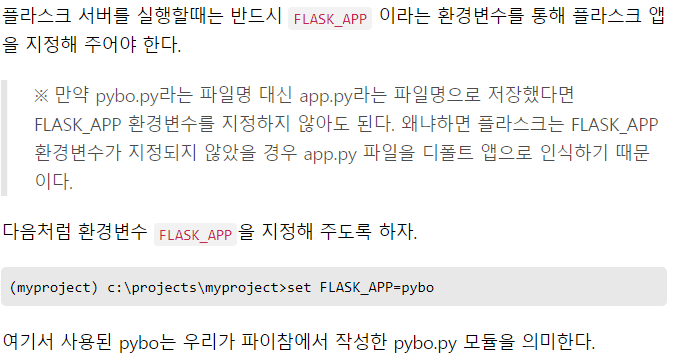 플라스크 서버를 실행할때는 반드시 FLASK_APP 이라는 환경변수를 통해 플라스크 앱
을 지정해 주어야 한다.
※ 만약 pybo.py라는 파일명 대신 app.py라는 파일명으로 저장했다면
FLASK_APP 환경변수를 지정하지 않아도 된다. 왜냐하면 플라스크는 FLASK_APP
환경변수가 지정되지 않았을 경우 app.py 파일을 디폴트 앱으로 인식하기 때문
이다.
다음처럼 환경변수 FLASK_APP을 지정해 주도록 하자.
(myproject) c:\projects\myproject>set FLASK_APP=pybo
여기서 사용된 pybo는 우리가 파이참에서 작성한 pybo.py 모듈을 의미한다.